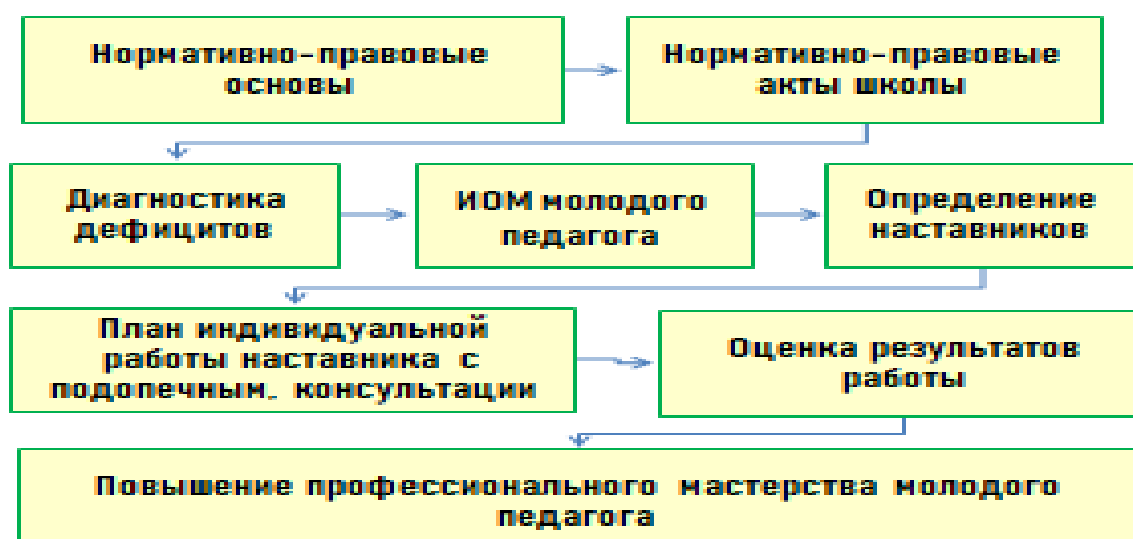 Нормативно-правовые
основы
Нормативно-правовые
акты школы
Диагностика
дефицитов
ИОМ молодого
педагога
Определение
наставников
План индивидуальной
работы наставника с
подопечным, консультации
Оценка результатов
работы
Повышение профессионального мастерства молодого
педагога